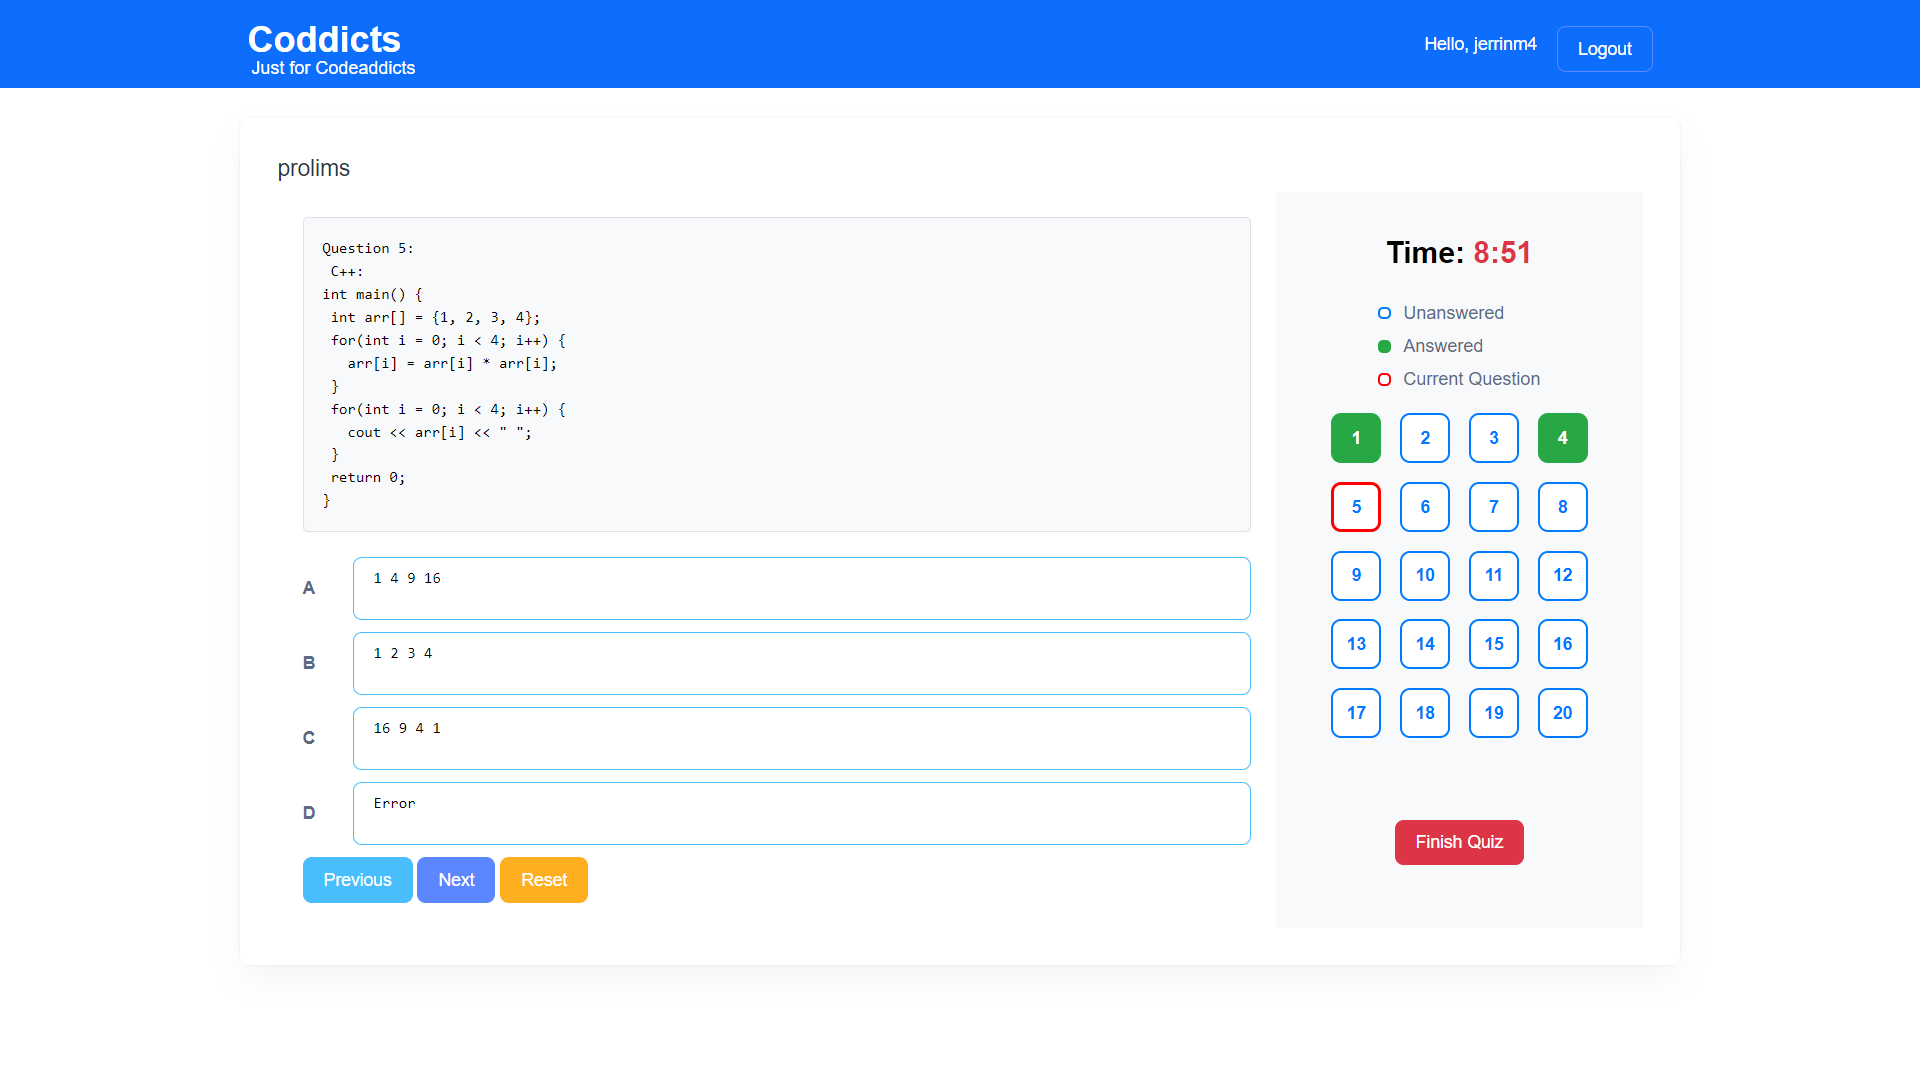 Coddicts
Just for Codeaddicts
Hello, jerrinm4
Logout
prolims
Question 5:
 C++:
int main() {
 int arr[] = {1, 2, 3, 4};
 for(int i = 0; i < 4; i++) {
   arr[i] = arr[i] * arr[i];
 }
 for(int i = 0; i < 4; i++) {
   cout << arr[i] << " ";
 }
 return 0;
}
A
1 4 9 16
B
1 2 3 4
C
16 9 4 1
D
Error
Previous
Next
Reset
Time: 8:51
Unanswered
Answered
Current Question
1 2 3 4
5 6 7 8
9 10 11 12
13 14 15 16
17 18 19 20
Finish Quiz